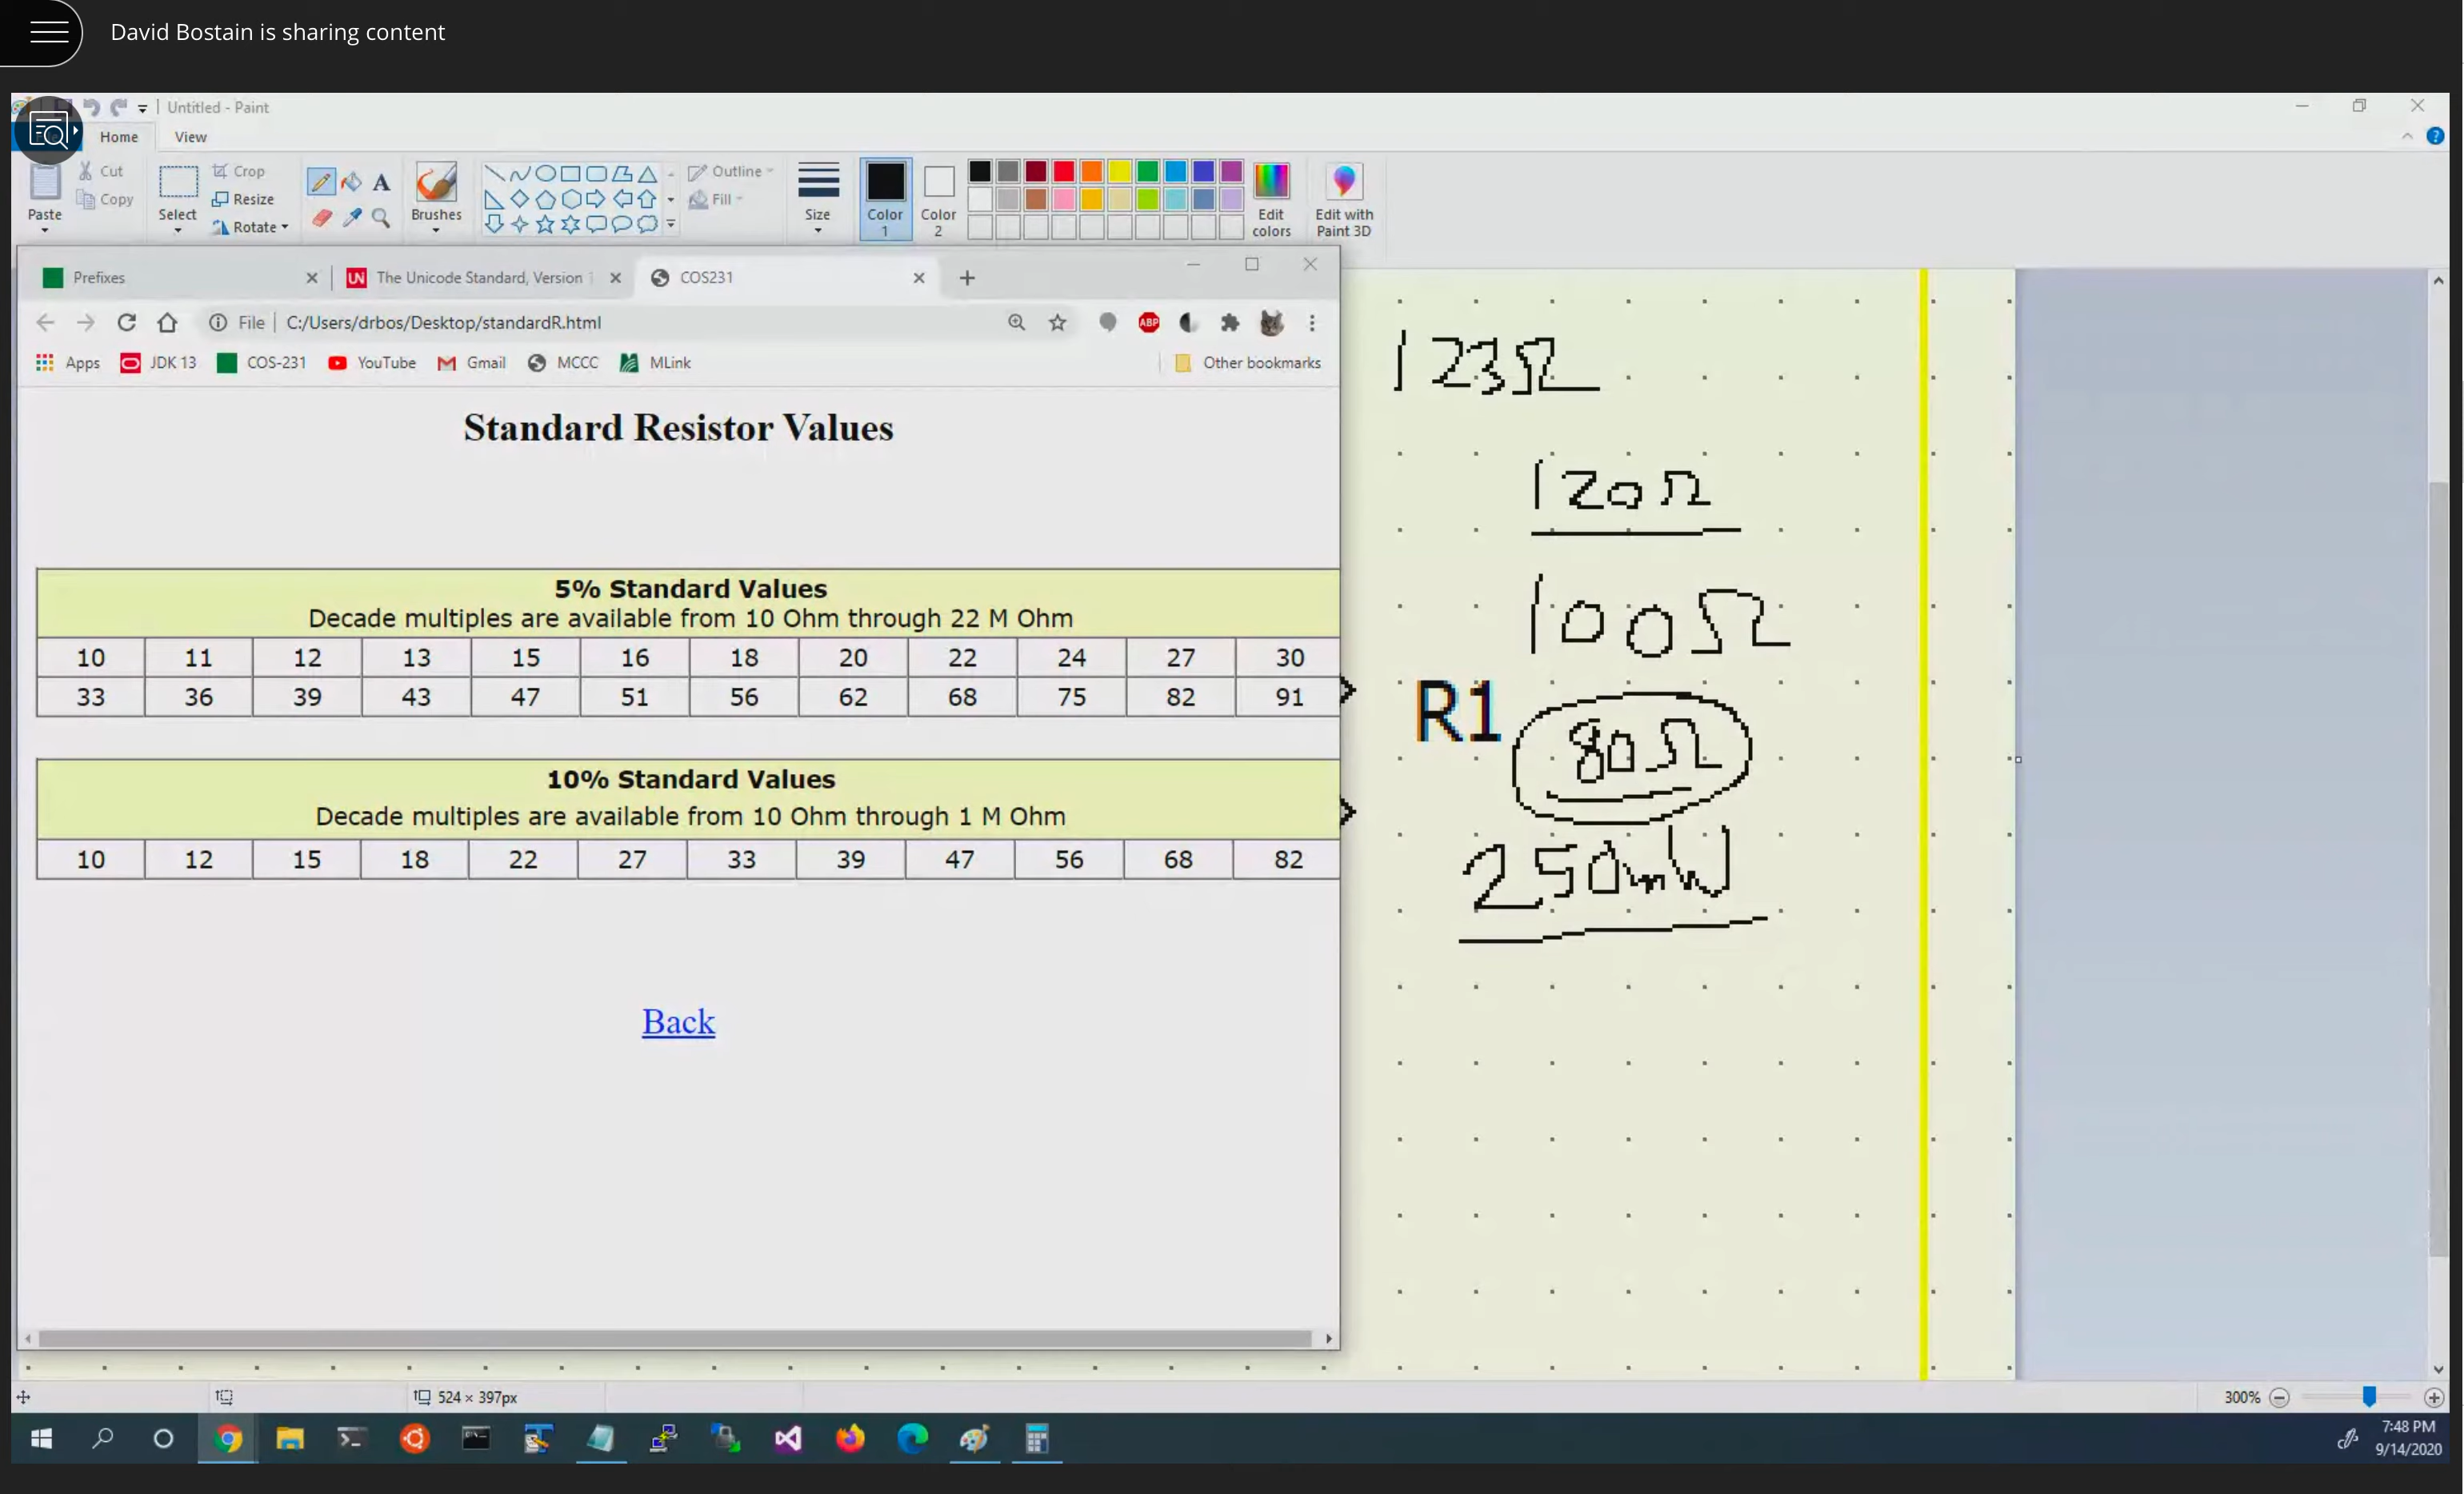 David Bostain is sharing content
Untitled - Paint
Home View
Cut
Copy
Paste
Crop
Resize
Rotate
Select
A
Brushes
Outline
Fill
Size
Color 1
Color 2
Edit colors
Edit with Paint 3D
Prefixes
UN The Unicode Standard, Version 1
COS231
File C:/Users/drbos/Desktop/standardR.html
ABP
Apps JDK 13 COS-231 YouTube Gmail MCCC MLink Other bookmarks
Standard Resistor Values
5% Standard Values
Decade multiples are available from 10 Ohm through 22 M Ohm
10 11 12 13 15 16 18 20 22 24 27 30
33 36 39 43 47 51 56 62 68 75 82 91
10% Standard Values
Decade multiples are available from 10 Ohm through 1 M Ohm
10 12 15 18 22 27 33 39 47 56 68 82
Back
123Ω
120Ω
100Ω
R1
80Ω
250mW
524 × 397px
300%
7:48 PM
9/14/2020